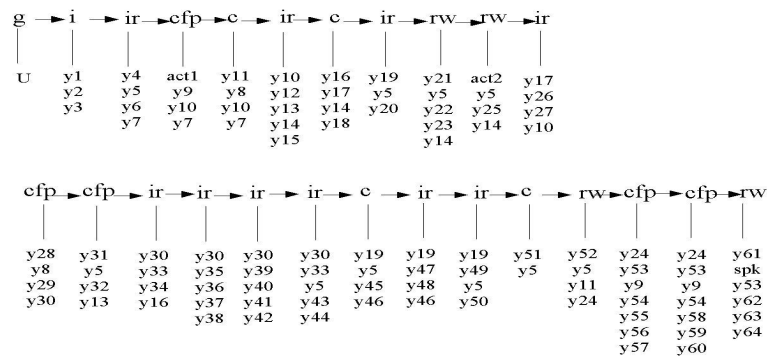 g i ir cfp c ir c ir rw rw ir
U y1 y4 act1 y11 y10 y16 y19 y21 act2 y17
y2 y5 y9 y8 y12 y17 y5 y5 y5 y26
y3 y6 y10 y10 y13 y14 y20 y22 y25 y27
y7 y7 y7 y14 y18 y23 y14 y10
y15 y14
cfp cfp ir ir ir ir c ir ir c rw cfp cfp rw
y28 y31 y30 y30 y30 y30 y19 y19 y19 y51 y52 y24 y24 y61
y8 y5 y33 y35 y39 y33 y5 y47 y49 y5 y5 y53 y53 spk
y29 y32 y34 y36 y40 y5 y45 y48 y5 y11 y9 y9 y53
y30 y13 y16 y37 y41 y43 y46 y46 y50 y24 y54 y54 y62
y38 y42 y44 y55 y58 y63
y56 y59 y64
y57 y60